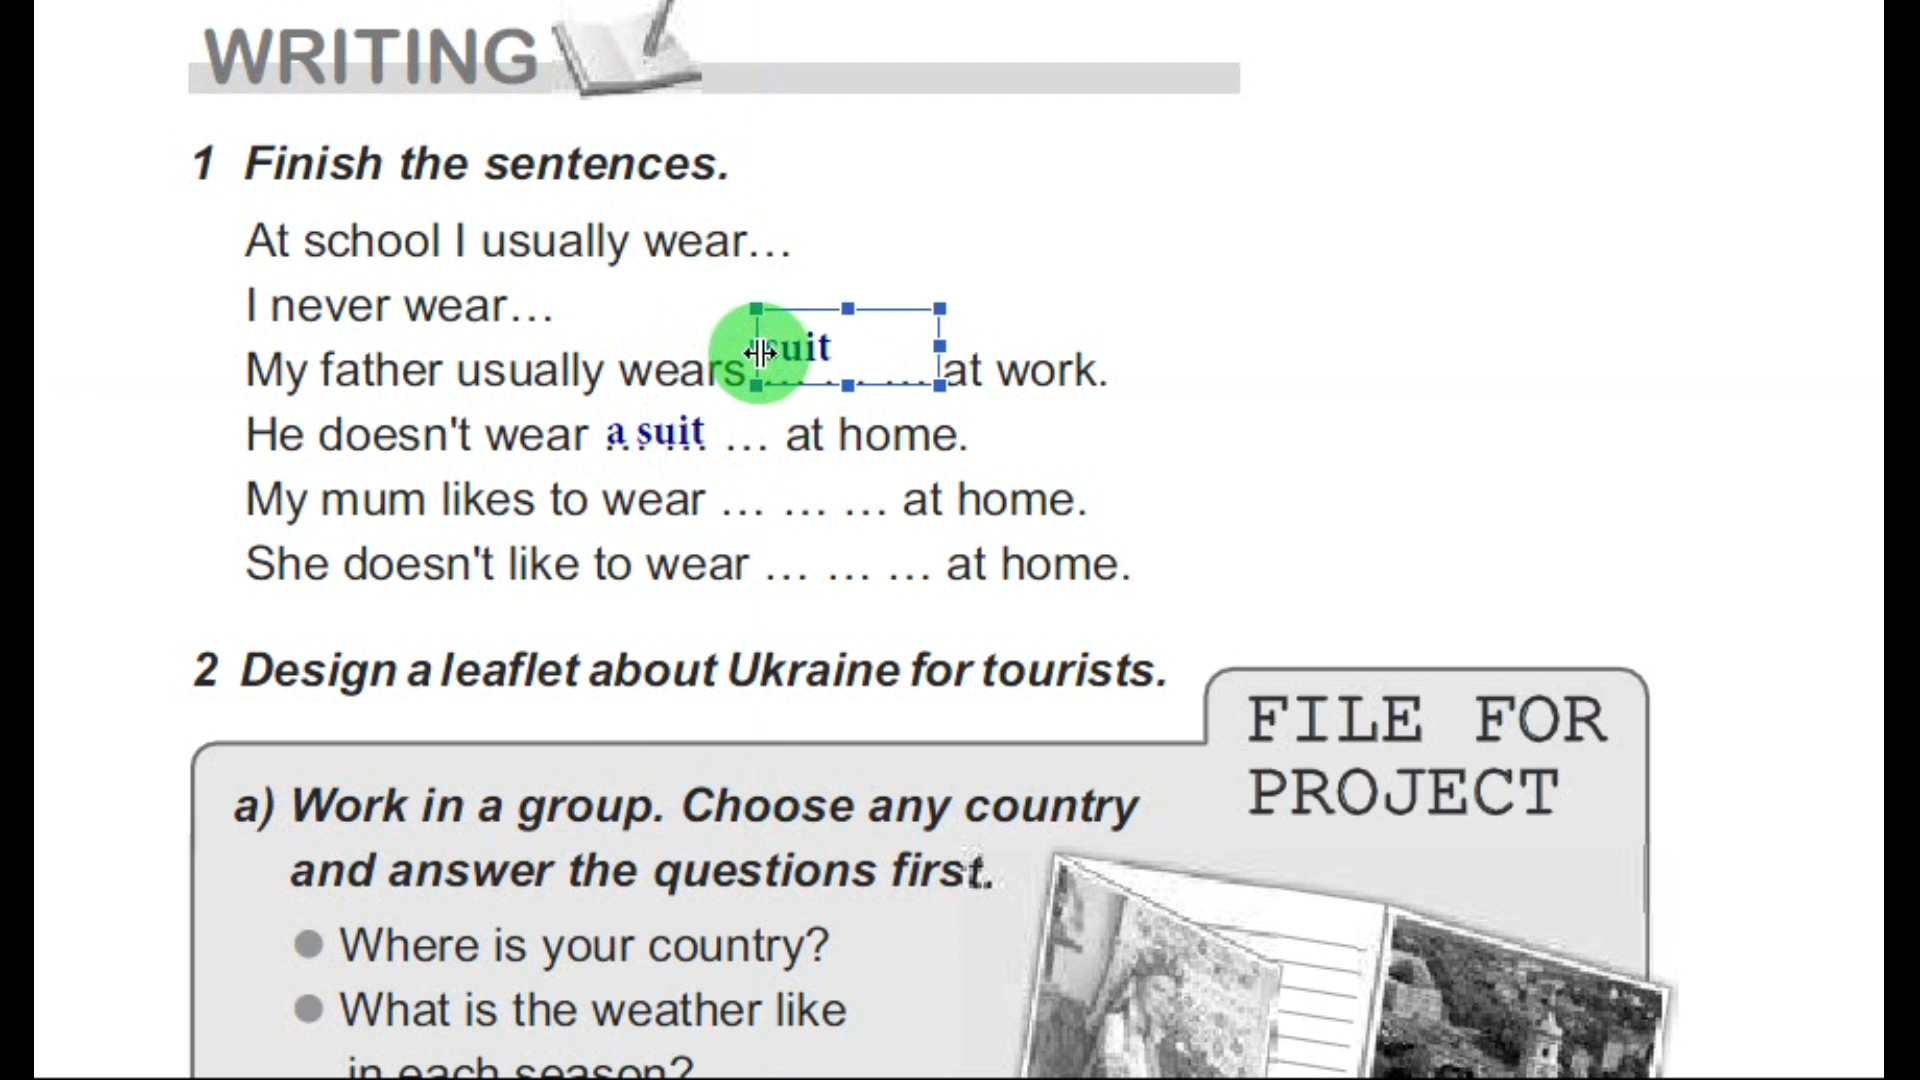 WRITING
1 Finish the sentences.
At school I usually wear…
I never wear…
suit
My father usually wears … … … at work.
He doesn't wear a suit … at home.
My mum likes to wear … … … at home.
She doesn't like to wear … … … at home.
2 Design a leaflet about Ukraine for tourists.
FILE FOR
PROJECT
a) Work in a group. Choose any country
and answer the questions first.
● Where is your country?
● What is the weather like
in each season?